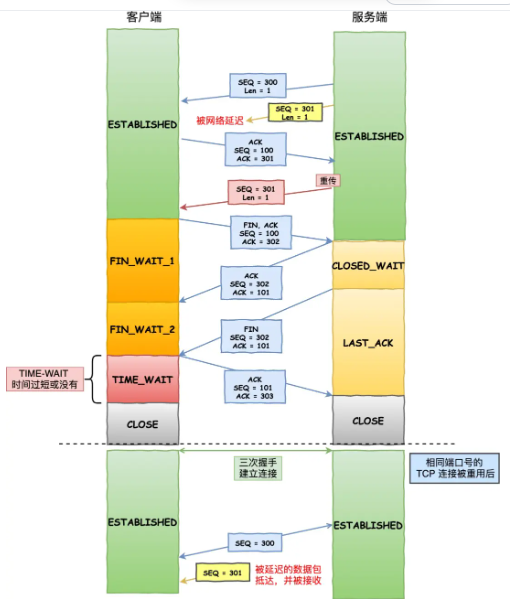 客户端
服务端
SEQ = 300
Len = 1
SEQ = 301
Len = 1
被网络延迟
ESTABLISHED
ESTABLISHED
ACK
SEQ = 100
ACK = 301
重传
SEQ = 301
Len = 1
FIN, ACK
SEQ = 100
ACK = 302
FIN_WAIT_1
CLOSED_WAIT
ACK
SEQ = 302
ACK = 101
FIN_WAIT_2
FIN
SEQ = 302
ACK = 101
LAST_ACK
TIME-WAIT
时间过短或没有
TIME_WAIT
ACK
SEQ = 101
ACK = 303
CLOSE
CLOSE
三次握手
建立连接
相同端口号的
TCP 连接被重用后
ESTABLISHED
ESTABLISHED
SEQ = 300
SEQ = 301
被延迟的数据包
抵达，并被接收